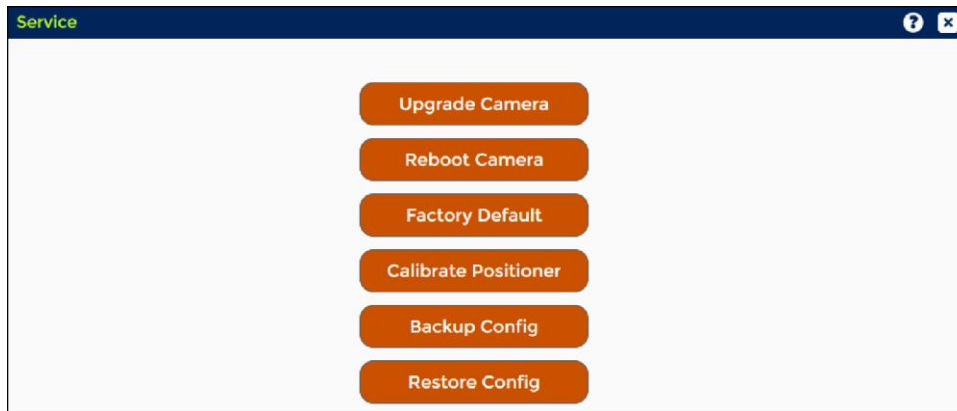 Service
Upgrade Camera
Reboot Camera
Factory Default
Calibrate Positioner
Backup Config
Restore Config